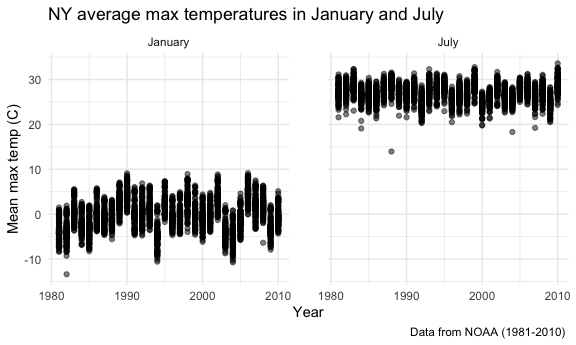 NY average max temperatures in January and July
January July
30
20
10
0
-10
Mean max temp (C)
1980 1990 2000 2010 1980 1990 2000 2010
Year
Data from NOAA (1981-2010)